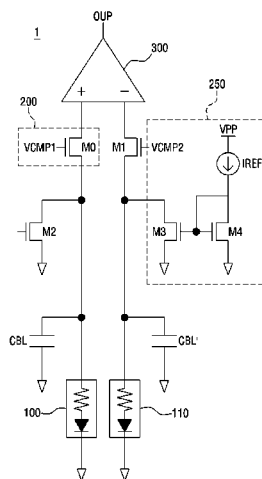 OUP
1
300
+
−
250
200
VPP
VCMP1
M0
M1
VCMP2
IREF
M2
M3
M4
CBL
CBL'
100
110